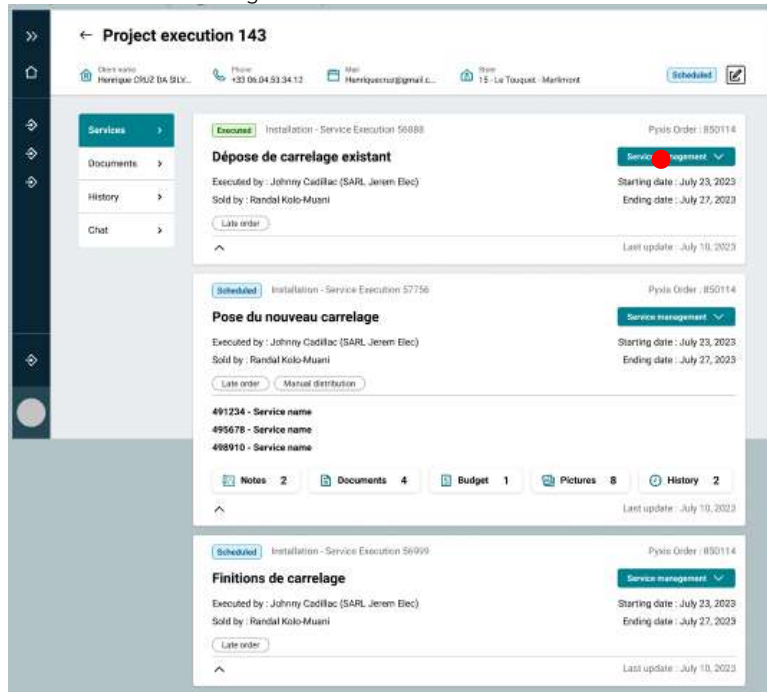 Project execution 143
Client name
Henrique CRUZ DA SILV...
Phone
+33 06.04.53.34.12
Mail
Henriquecruz@gmail.c...
Store
15 - Le Touquet - Marlimont
Scheduled
Services
Documents
History
Chat
Executed Installation - Service Execution 56088 Pyxis Order : 850114
Dépose de carrelage existant
Executed by : Johnny Cadillac (SARL Jerem Elec) Starting date : July 23, 2023
Sold by : Randal Kolo-Muani Ending date : July 27, 2023
Late order
Last update : July 10, 2023
Scheduled Installation - Service Execution 57756 Pyxis Order : 850114
Pose du nouveau carrelage Service management
Executed by : Johnny Cadillac (SARL Jerem Elec) Starting date : July 23, 2023
Sold by : Randal Kolo-Muani Ending date : July 27, 2023
Late order Manual distribution
491234 - Service name
495678 - Service name
498910 - Service name
Notes 2 Documents 4 Budget 1 Pictures 8 History 2
Last update : July 10, 2023
Scheduled Installation - Service Execution 56999 Pyxis Order : 850114
Finitions de carrelage Service management
Executed by : Johnny Cadillac (SARL Jerem Elec) Starting date : July 23, 2023
Sold by : Randal Kolo-Muani Ending date : July 27, 2023
Late order
Last update : July 10, 2023